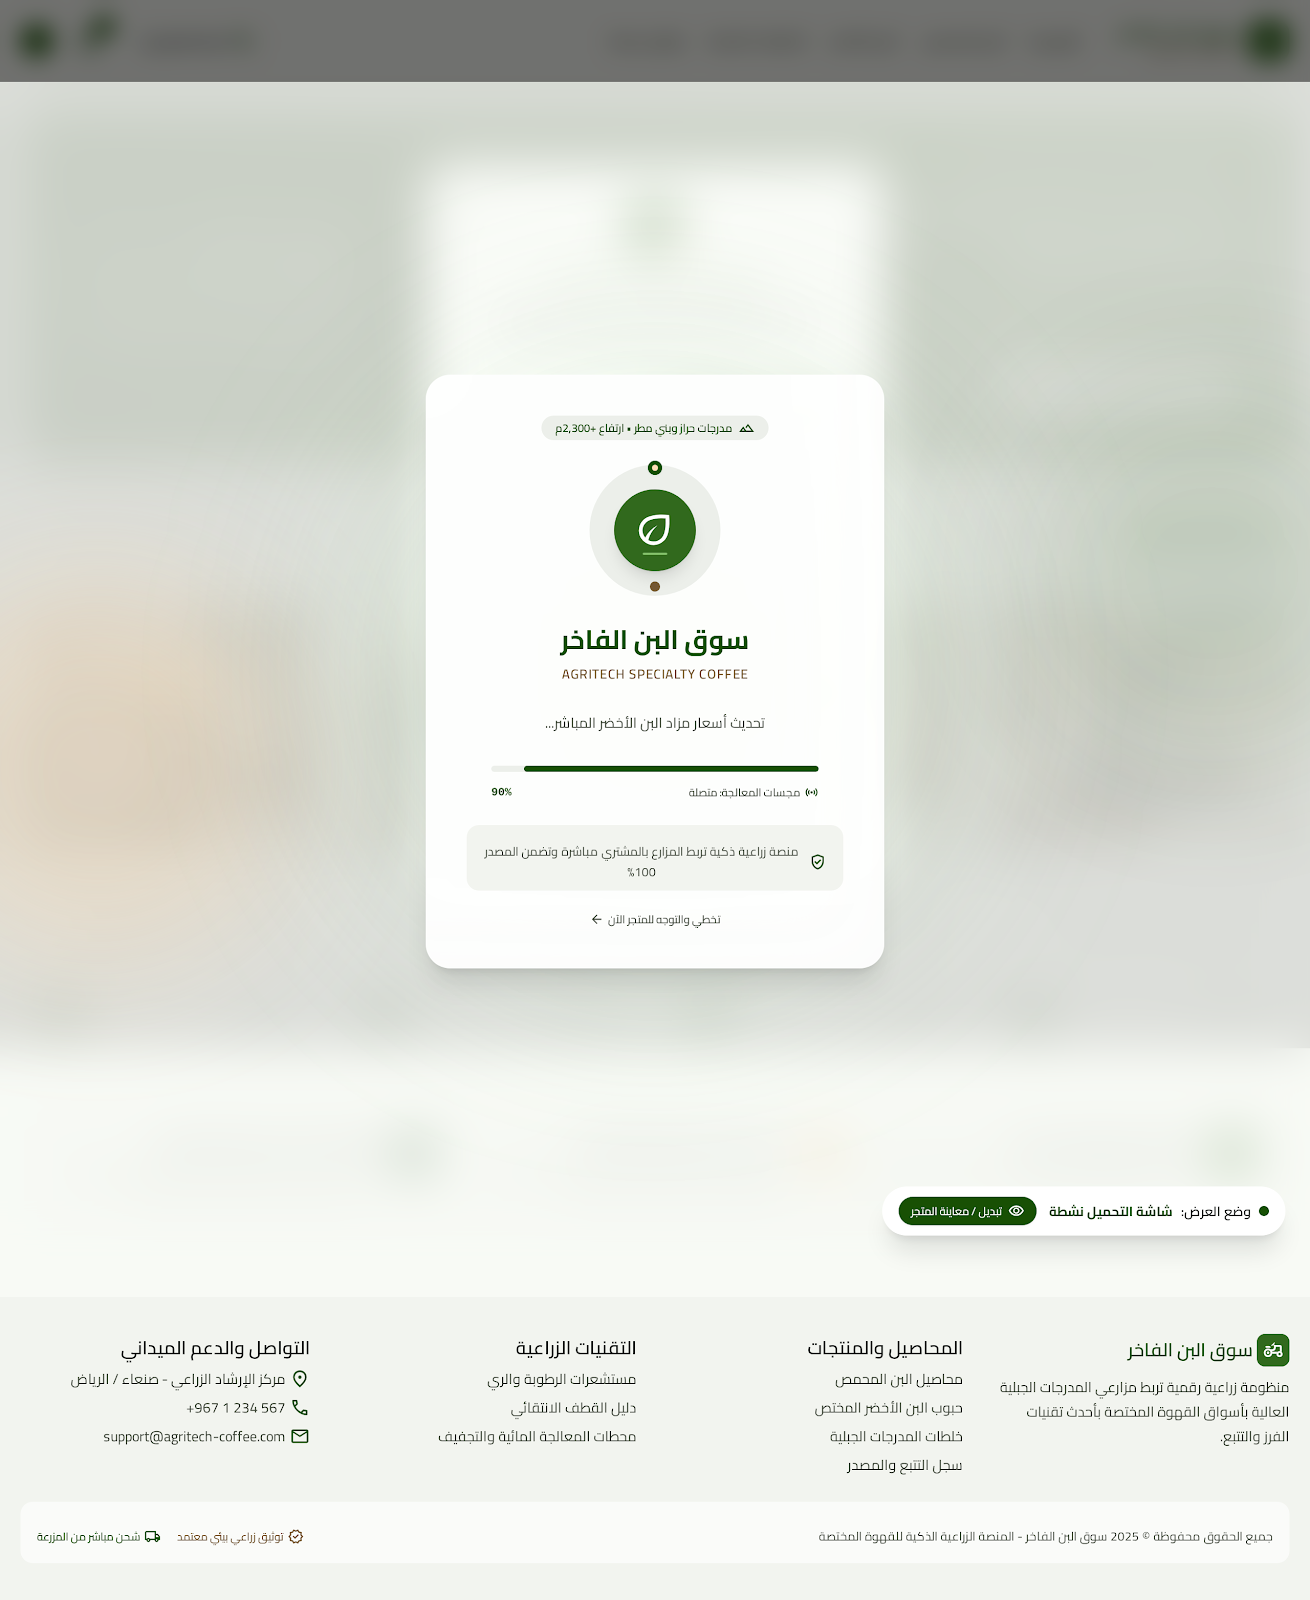 مدرجات حراز وبني مطر • ارتفاع +2,300م
سوق البن الفاخر
AGRITECH SPECIALTY COFFEE
تحديث أسعار مزاد البن الأخضر المباشر...
مجسات المعالجة: متصلة
90%
منصة زراعية ذكية تربط المزارع بالمشتري مباشرة وتضمن المصدر
100%
تخطي والتوجه للمتجر الآن
وضع العرض: شاشة التحميل نشطة
تبديل / معاينة المتجر
سوق البن الفاخر
منظومة زراعية رقمية تربط مزارعي المدرجات الجبلية
العالية بأسواق القهوة المختصة بأحدث تقنيات
الفرز والتتبع.
المحاصيل والمنتجات
محاصيل البن المحمص
حبوب البن الأخضر المختص
خلطات المدرجات الجبلية
سجل التتبع والمصدر
التقنيات الزراعية
مستشعرات الرطوبة والري
دليل القطف الانتقائي
محطات المعالجة المائية والتجفيف
التواصل والدعم الميداني
مركز الإرشاد الزراعي - صنعاء / الرياض
+967 1 234 567
support@agritech-coffee.com
جميع الحقوق محفوظة © 2025 سوق البن الفاخر - المنصة الزراعية الذكية للقهوة المختصة
توثيق زراعي بيئي معتمد
شحن مباشر من المزرعة